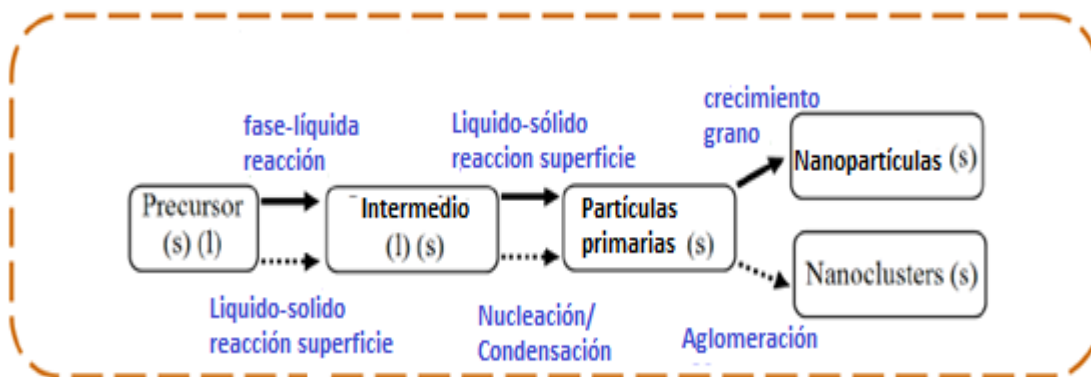 fase-líquida
reacción
Liquido-sólido
reaccion superficie
crecimiento
grano
Precursor
(s) (l)
Intermedio
(l) (s)
Partículas
primarias (s)
Nanopartículas (s)
Nanoclusters (s)
Liquido-solido
reacción superficie
Nucleación/
Condensación
Aglomeración